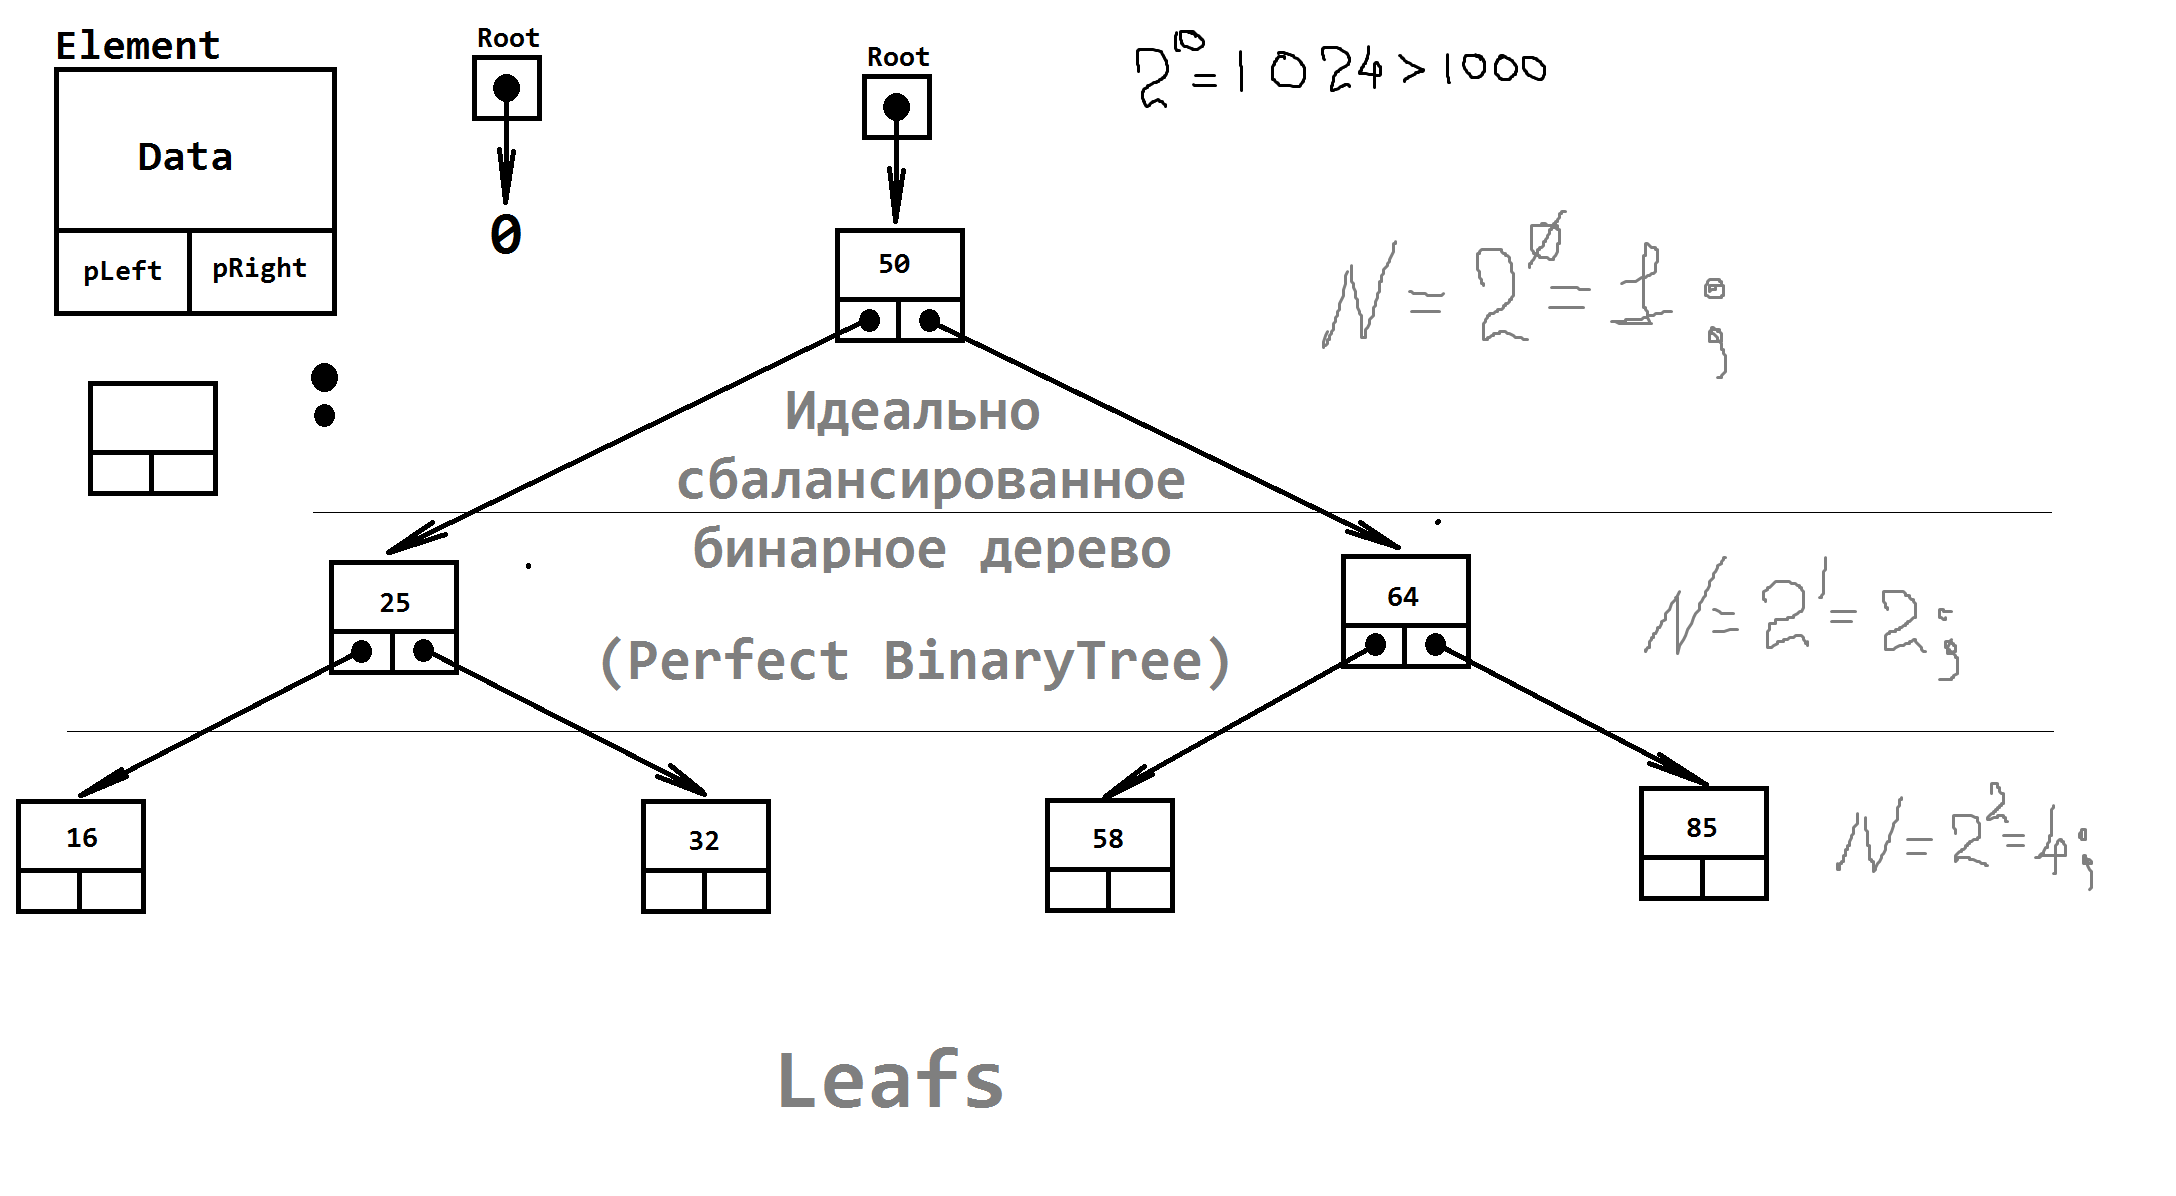 Element
Data
pLeft pRight
Root
0
Root
2^10 = 1024 > 1000
50
N = 2^0 = 1;
Идеально
сбалансированное
бинарное дерево
(Perfect BinaryTree)
25
64
N = 2^1 = 2;
16
32
58
85
N = 2^2 = 4;
Leafs